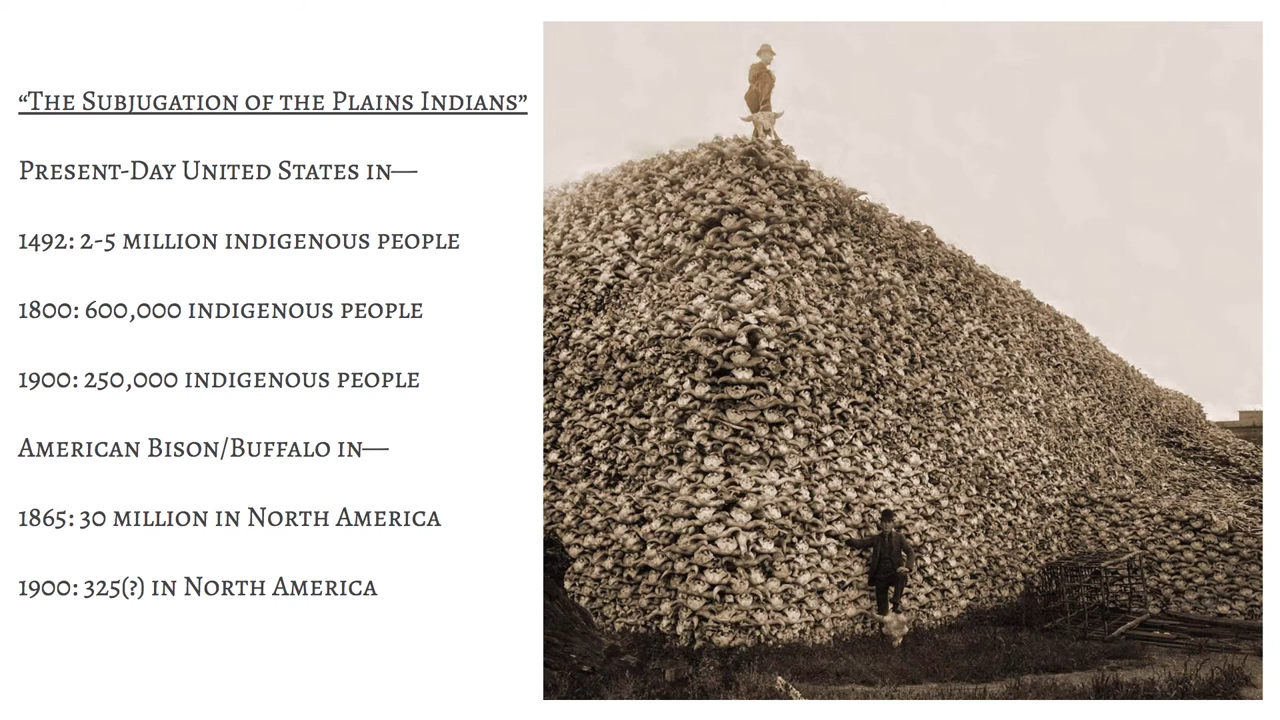 “The Subjugation of the Plains Indians”
Present-Day United States in—
1492: 2-5 million indigenous people
1800: 600,000 indigenous people
1900: 250,000 indigenous people
American Bison/Buffalo in—
1865: 30 million in North America
1900: 325(?) in North America